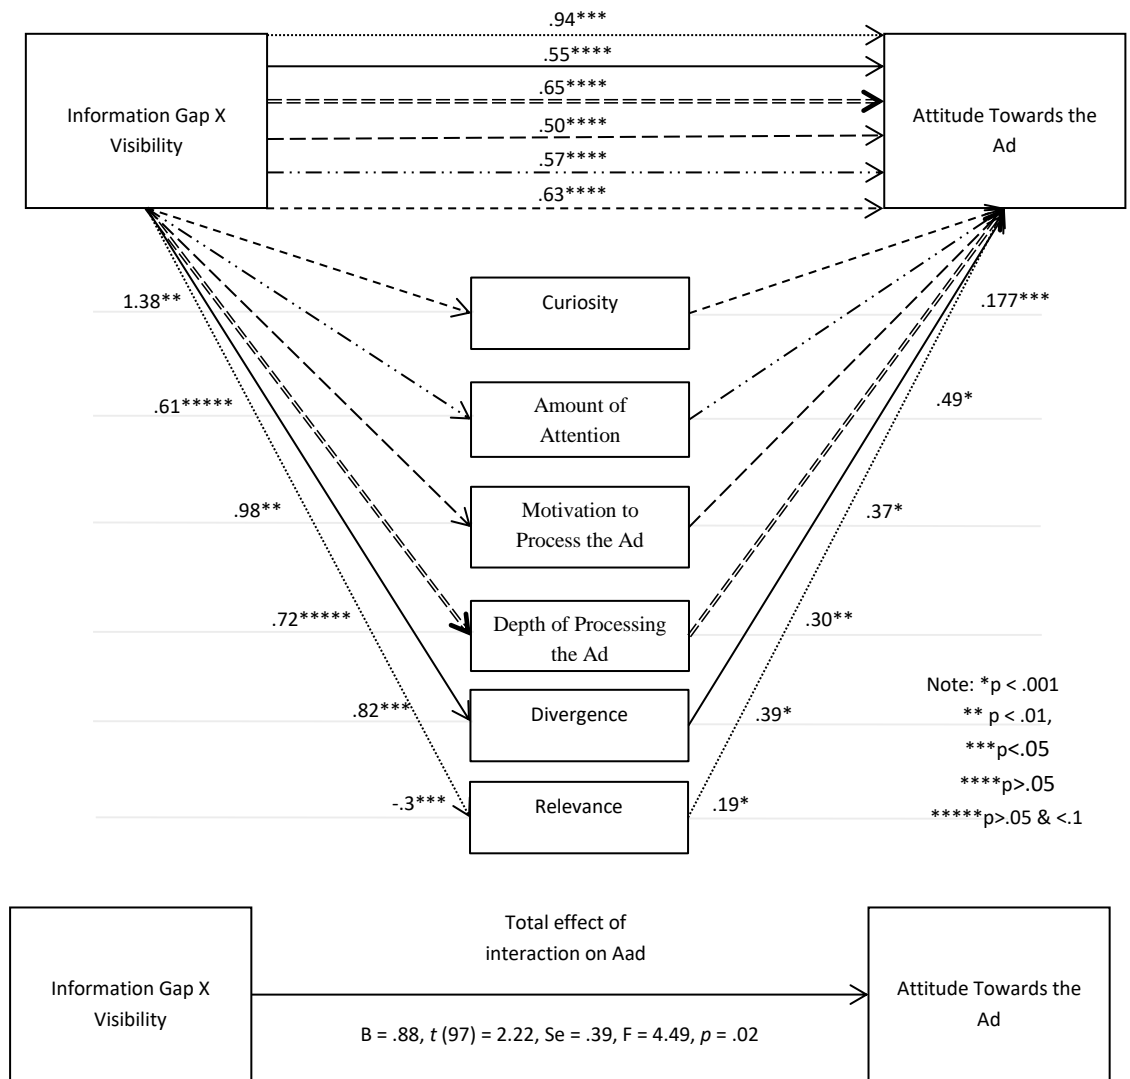 .94***
.55****
.65****
.50****
.57****
.63****
Information Gap X
Visibility
Attitude Towards the
Ad
Curiosity
1.38**
.177***
Amount of
Attention
.61*****
.49*
Motivation to
Process the Ad
.98**
.37*
Depth of Processing
the Ad
.72*****
.30**
Divergence
.82***
.39*
Relevance
-.3***
.19*
Note: *p < .001
** p < .01,
***p<.05
****p>.05
*****p>.05 & <.1
Total effect of
interaction on Aad
Information Gap X
Visibility
Attitude Towards the
Ad
B = .88, t (97) = 2.22, Se = .39, F = 4.49, p = .02